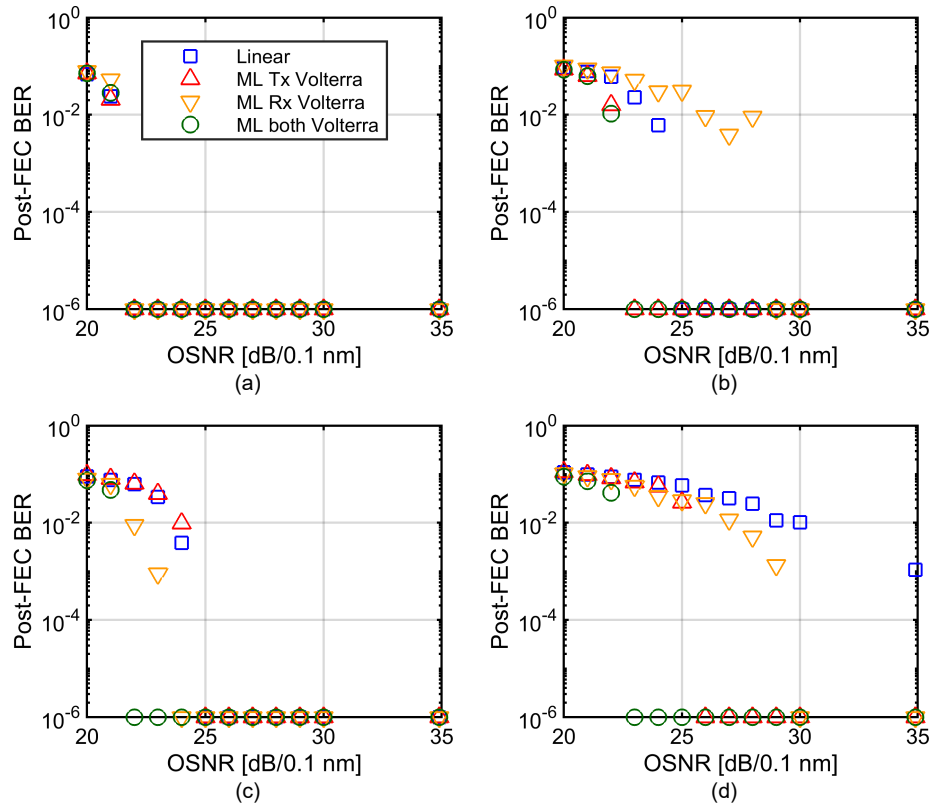 10^0
10^-2
10^-4
10^-6
Post-FEC BER
Linear
ML Tx Volterra
ML Rx Volterra
ML both Volterra
20 25 30 35
OSNR [dB/0.1 nm]
(a)
10^0
10^-2
10^-4
10^-6
Post-FEC BER
20 25 30 35
OSNR [dB/0.1 nm]
(b)
10^0
10^-2
10^-4
10^-6
Post-FEC BER
20 25 30 35
OSNR [dB/0.1 nm]
(c)
10^0
10^-2
10^-4
10^-6
Post-FEC BER
20 25 30 35
OSNR [dB/0.1 nm]
(d)